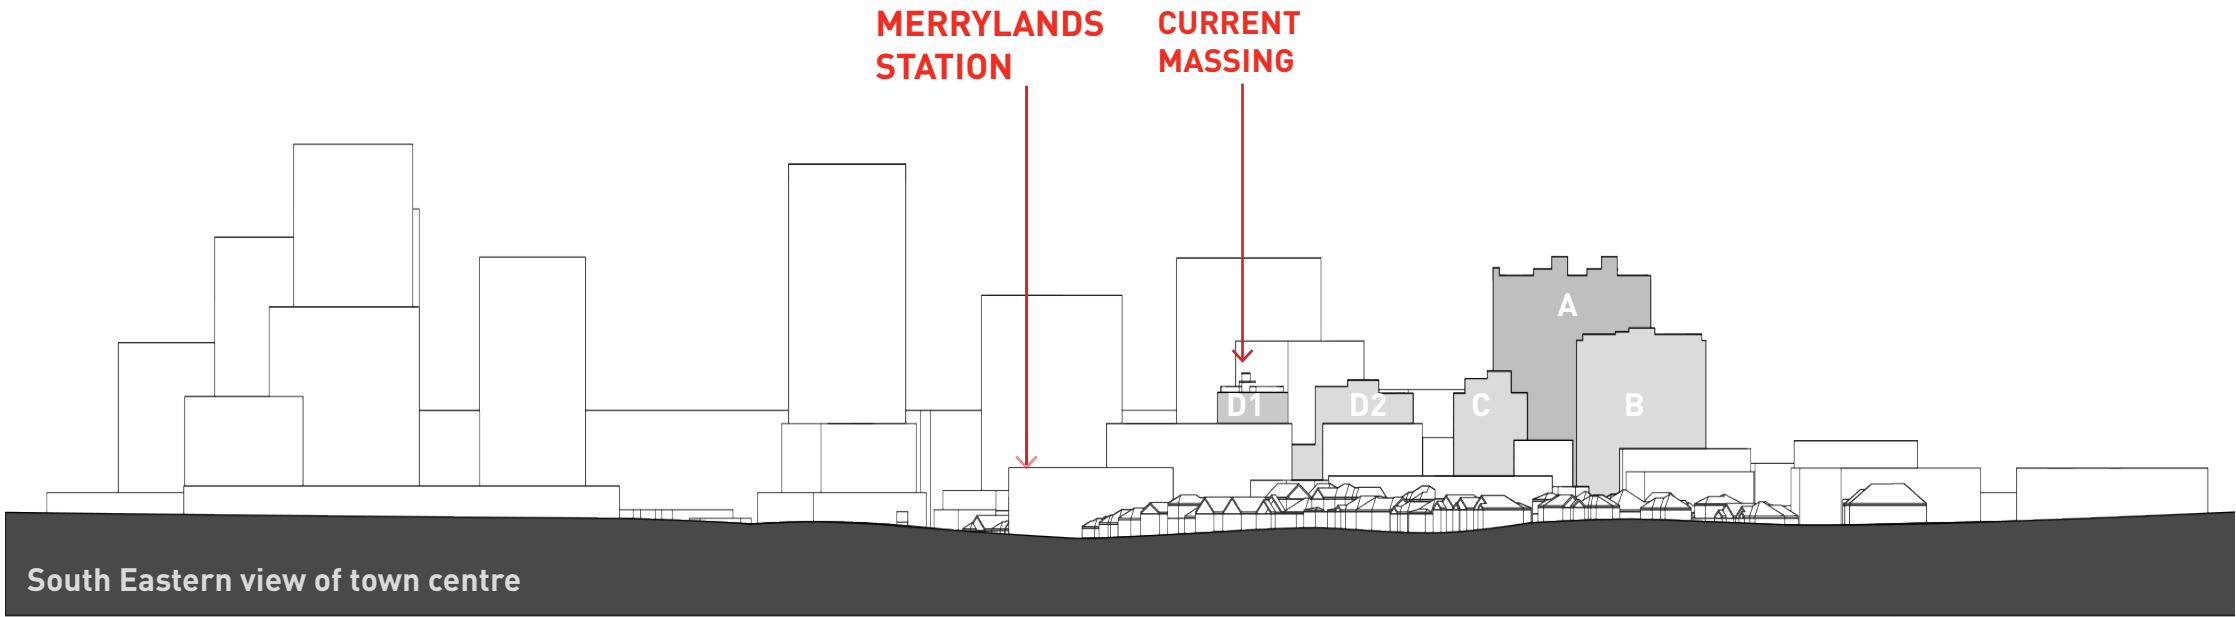 MERRYLANDS
STATION
CURRENT
MASSING
A
D1
D2
C
B
South Eastern view of town centre